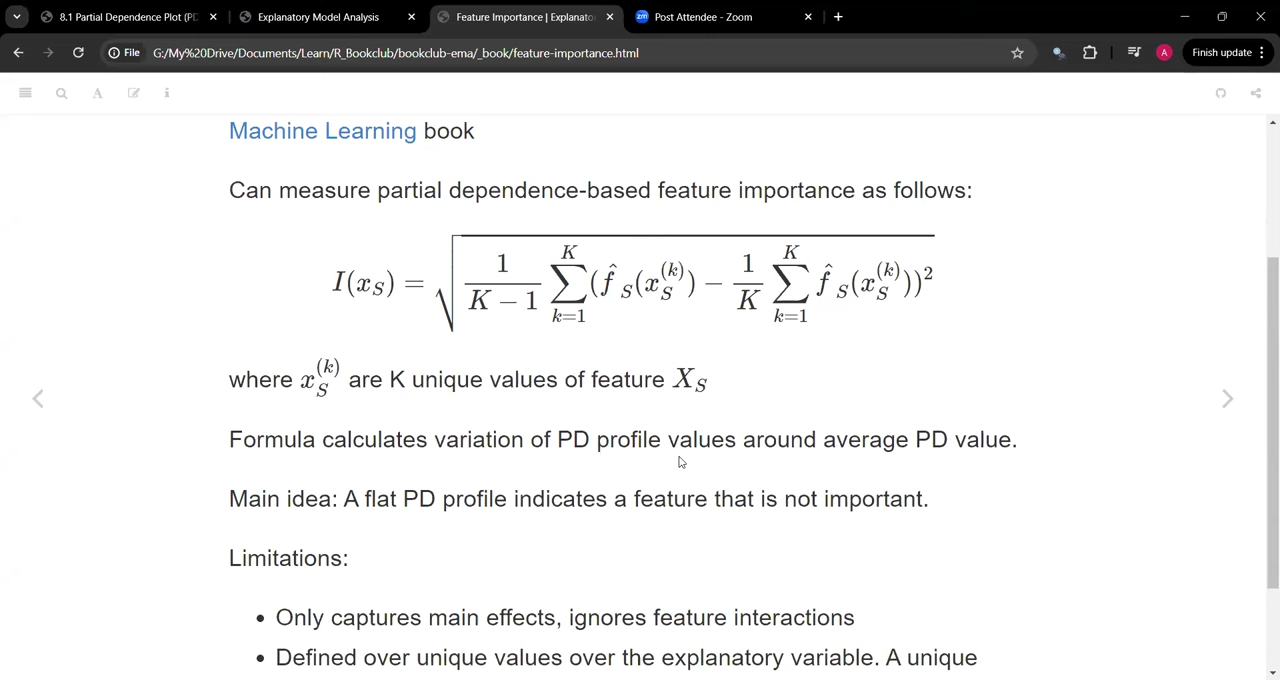 8.1 Partial Dependence Plot (PD
Explanatory Model Analysis
Feature Importance | Explanato
zm Post Attendee - Zoom
File G:/My%20Drive/Documents/Learn/R_Bookclub/bookclub-ema/_book/feature-importance.html
A
Finish update
A
i
Machine Learning book
Can measure partial dependence-based feature importance as follows:
I(x_S) = √(1/(K − 1) ∑_{k=1}^{K} (f̂_S(x_S^{(k)}) − 1/K ∑_{k=1}^{K} f̂_S(x_S^{(k)}))²)
where x_S^{(k)} are K unique values of feature X_S
Formula calculates variation of PD profile values around average PD value.
Main idea: A flat PD profile indicates a feature that is not important.
Limitations:
• Only captures main effects, ignores feature interactions
• Defined over unique values over the explanatory variable. A unique